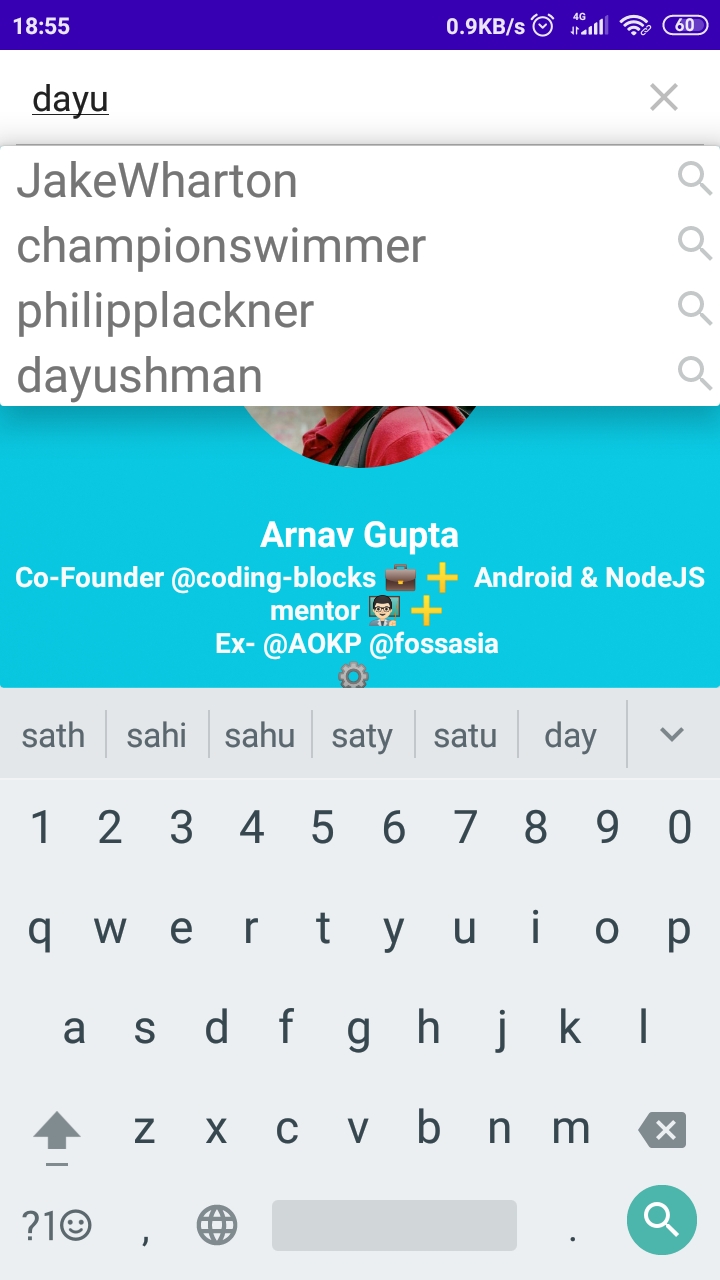 18:55 0.9KB/s 4G 60
dayu
JakeWharton
championswimmer
philipplackner
dayushman
Arnav Gupta
Co-Founder @coding-blocks 💼 ➕ Android & NodeJS
mentor 👨🏻‍🏫 ➕
Ex- @AOKP @fossasia
⚙
sath sahi sahu saty satu day
1 2 3 4 5 6 7 8 9 0
q w e r t y u i o p
a s d f g h j k l
z x c v b n m
?1☺ , .